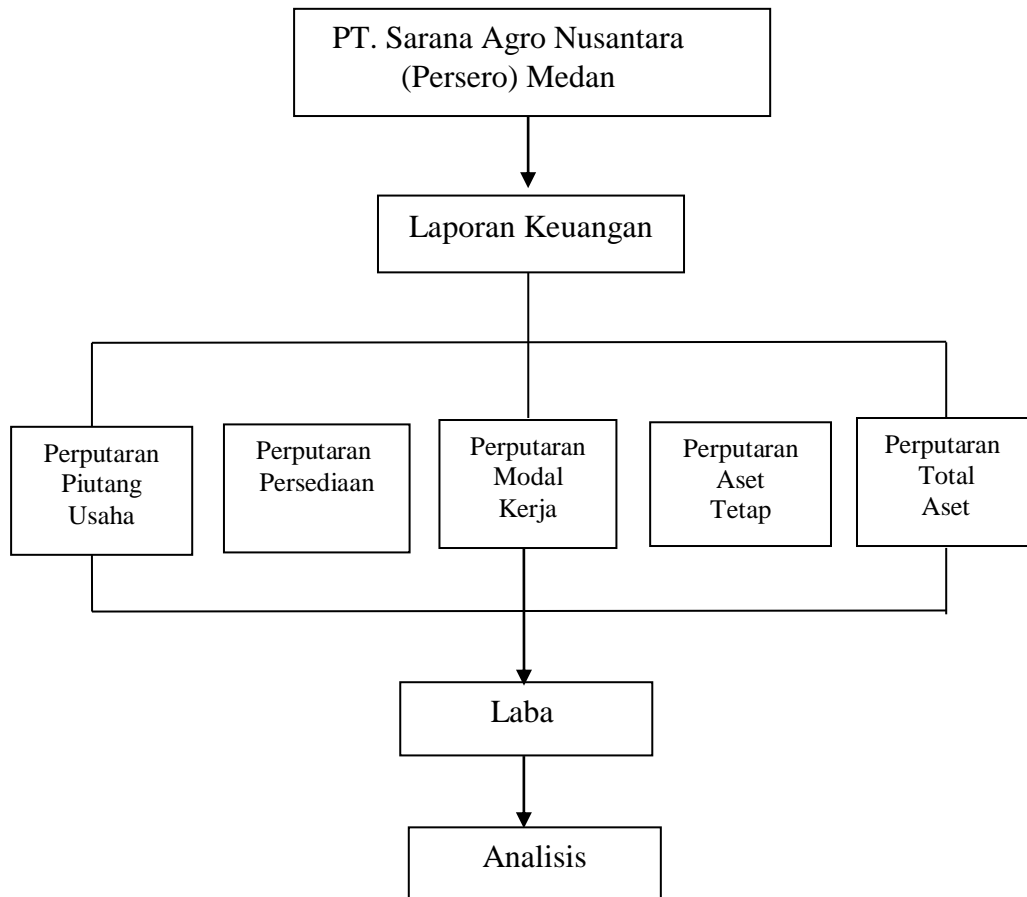 PT. Sarana Agro Nusantara
(Persero) Medan
Laporan Keuangan
Perputaran
Piutang
Usaha
Perputaran
Persediaan
Perputaran
Modal
Kerja
Perputaran
Aset
Tetap
Perputaran
Total
Aset
Laba
Analisis